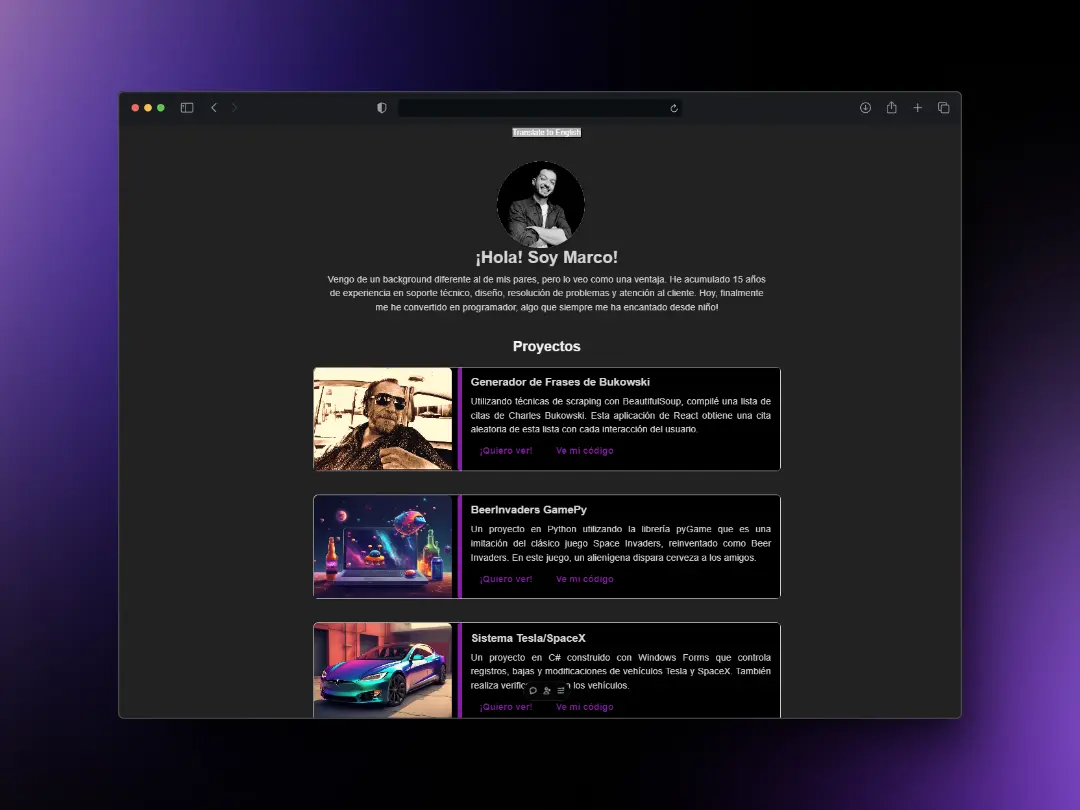 Translate to English
¡Hola! Soy Marco!
Vengo de un background diferente al de mis pares, pero lo veo como una ventaja. He acumulado 15 años
de experiencia en soporte técnico, diseño, resolución de problemas y atención al cliente. Hoy, finalmente
me he convertido en programador, algo que siempre me ha encantado desde niño!
Proyectos
Generador de Frases de Bukowski
Utilizando técnicas de scraping con BeautifulSoup, compilé una lista de
citas de Charles Bukowski. Esta aplicación de React obtiene una cita
aleatoria de esta lista con cada interacción del usuario.
¡Quiero ver! Ve mi código
BeerInvaders GamePy
Un proyecto en Python utilizando la librería pyGame que es una
imitación del clásico juego Space Invaders, reinventado como Beer
Invaders. En este juego, un alienígena dispara cerveza a los amigos.
¡Quiero ver! Ve mi código
Sistema Tesla/SpaceX
Un proyecto en C# construido con Windows Forms que controla
registros, bajas y modificaciones de vehículos Tesla y SpaceX. También
realiza los vehículos.
¡Quiero ver! Ve mi código